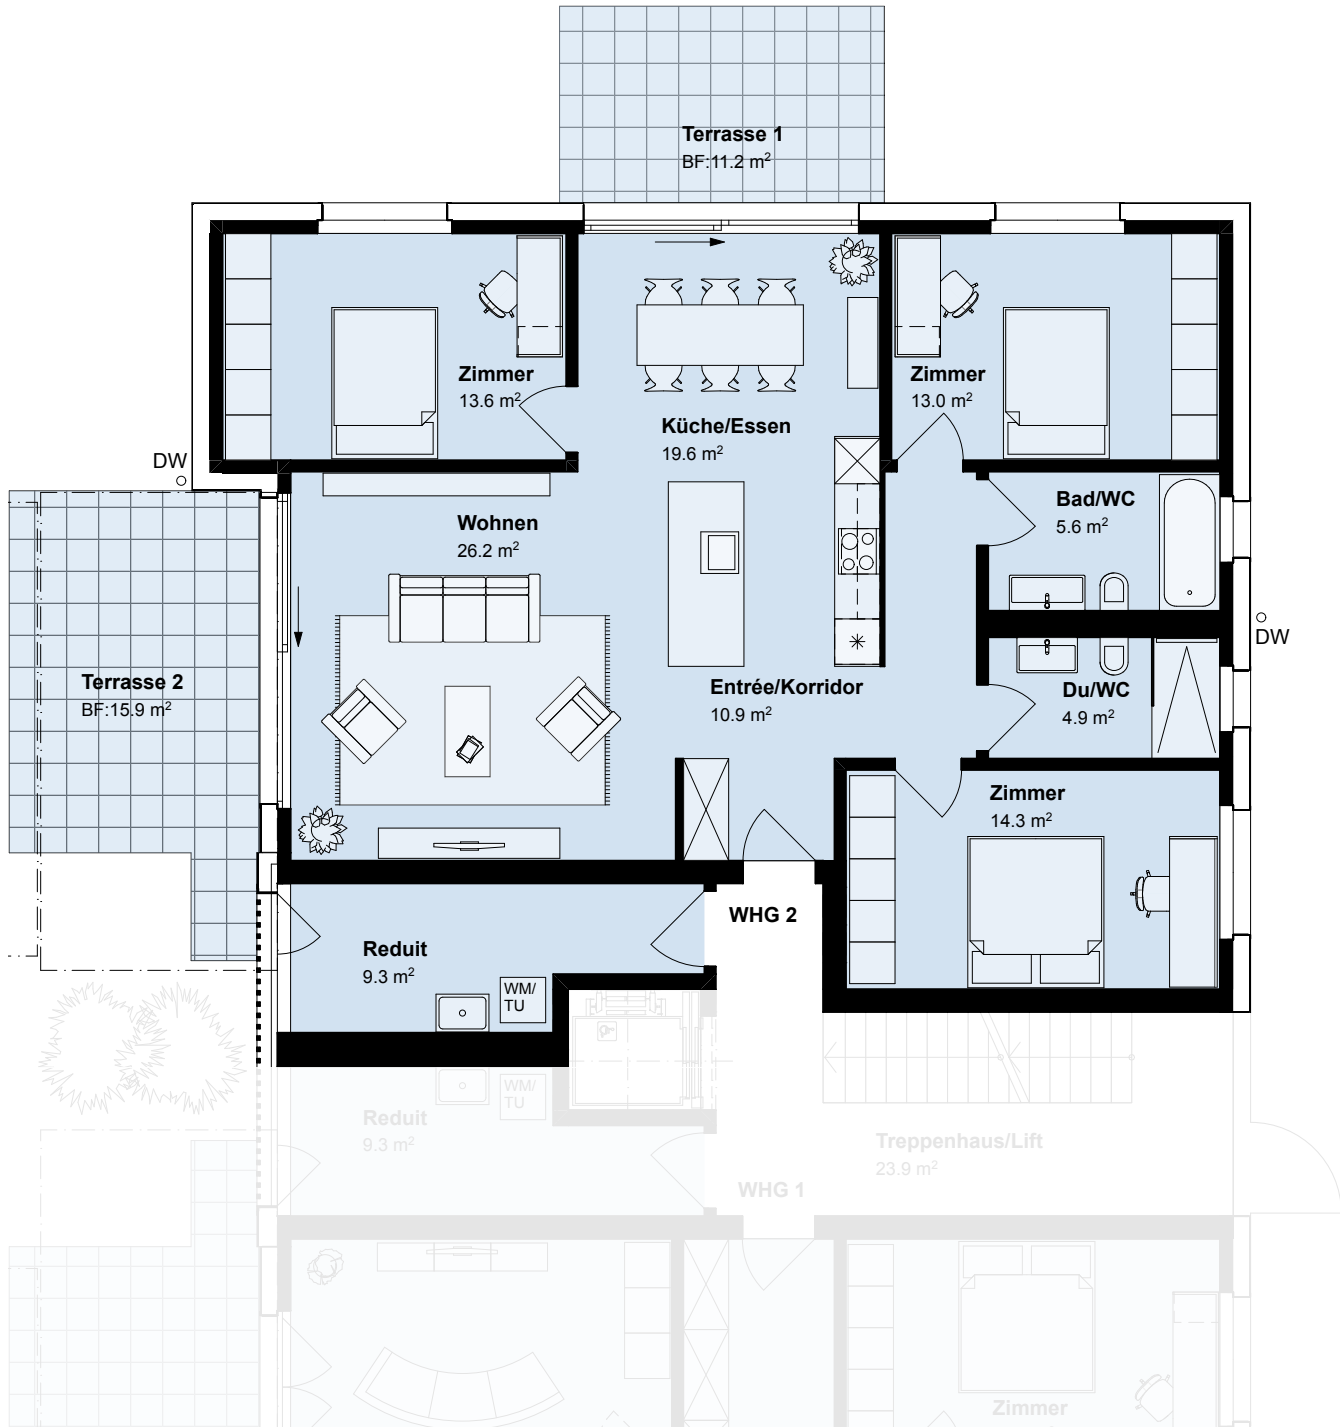 Terrasse 1
BF:11.2 m²
Zimmer
13.6 m²
Zimmer
13.0 m²
Küche/Essen
19.6 m²
DW
Wohnen
26.2 m²
Bad/WC
5.6 m²
DW
Terrasse 2
BF:15.9 m²
Entrée/Korridor
10.9 m²
Du/WC
4.9 m²
Zimmer
14.3 m²
WHG 2
Reduit
9.3 m²
WM/
TU
WM/
TU
Reduit
9.3 m²
Treppenhaus/Lift
23.9 m²
WHG 1
Zimmer